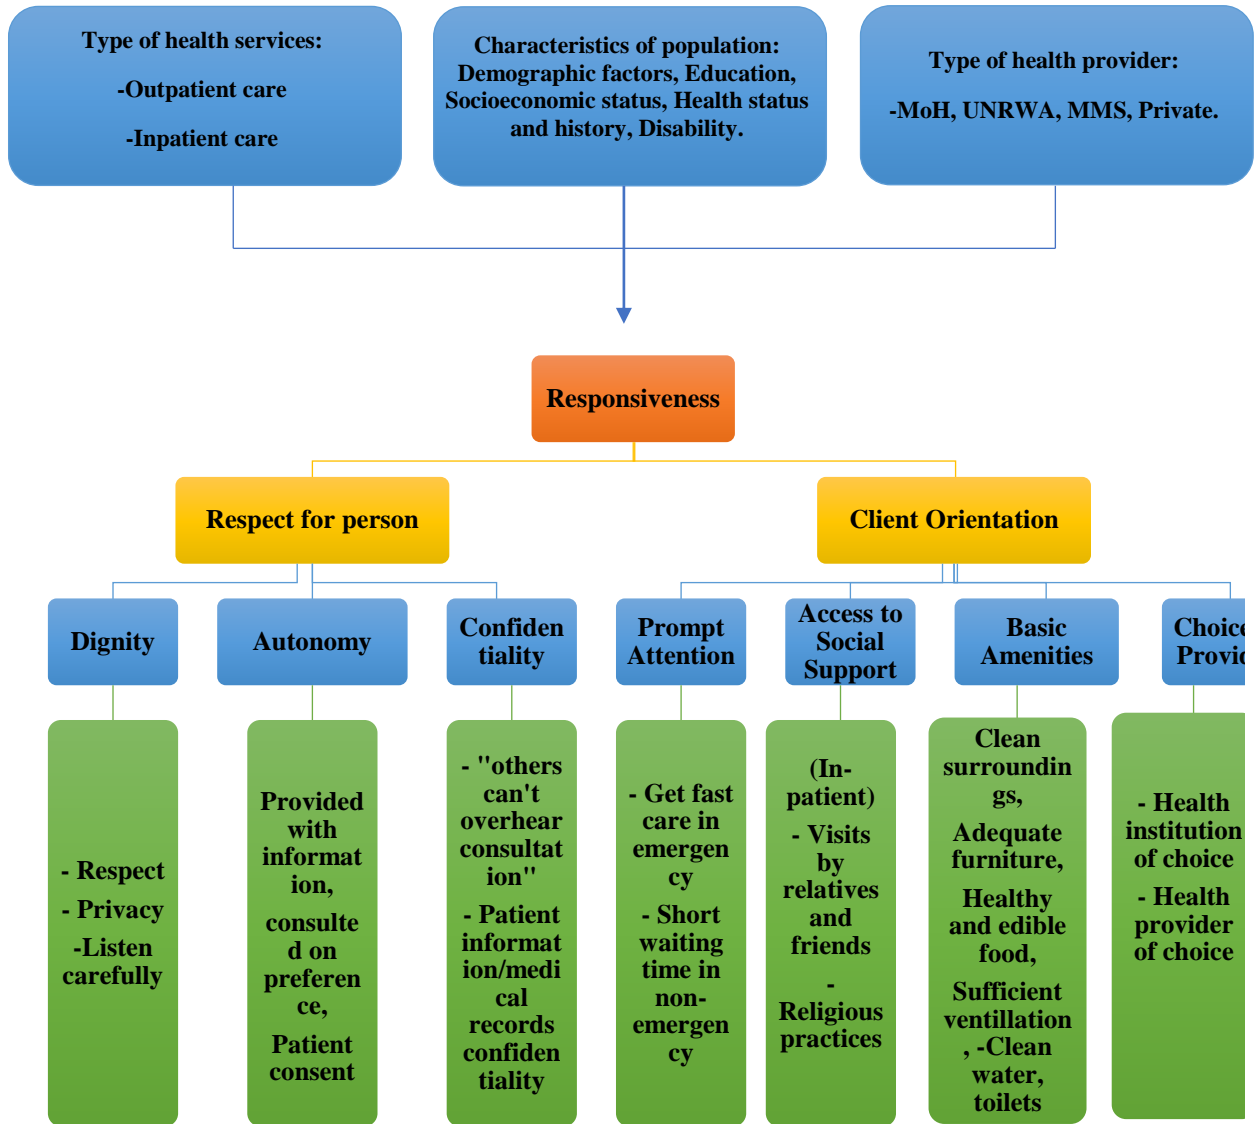 Type of health services:
-Outpatient care
-Inpatient care
Characteristics of population:
Demographic factors, Education,
Socioeconomic status, Health status
and history, Disability.
Type of health provider:
-MoH, UNRWA, MMS, Private.
Responsiveness
Respect for person
Client Orientation
Dignity
Autonomy
Confiden
tiality
Prompt
Attention
Access to
Social
Support
Basic
Amenities
Choice
Provid
- Respect
- Privacy
-Listen
carefully
Provided
with
informat
ion,
consulte
d on
preferen
ce,
Patient
consent
- "others
can't
overhear
consultat
ion"
- Patient
informat
ion/medi
cal
records
confiden
tiality
- Get fast
care in
emergen
cy
- Short
waiting
time in
non-
emergen
cy
(In-
patient)
- Visits
by
relatives
and
friends
-
Religious
practices
Clean
surroundin
gs,
Adequate
furniture,
Healthy
and edible
food,
Sufficient
ventillation
, -Clean
water,
toilets
- Health
institution
of choice
- Health
provider
of choice